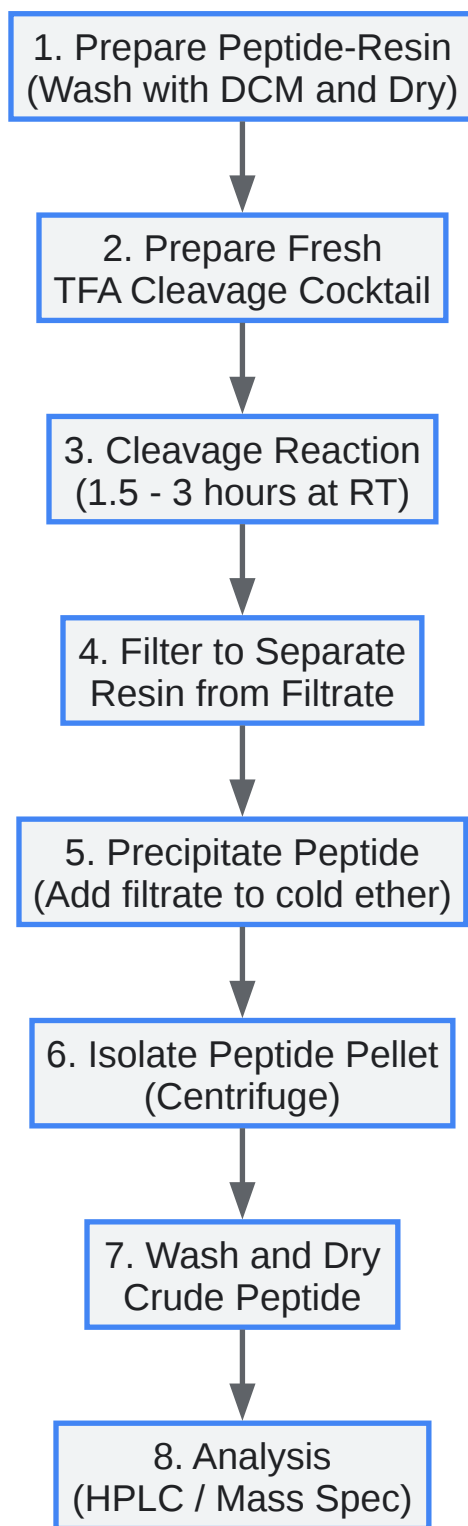 1. Prepare Peptide-Resin
(Wash with DCM and Dry)
2. Prepare Fresh
TFA Cleavage Cocktail
3. Cleavage Reaction
(1.5 - 3 hours at RT)
4. Filter to Separate
Resin from Filtrate
5. Precipitate Peptide
(Add filtrate to cold ether)
6. Isolate Peptide Pellet
(Centrifuge)
7. Wash and Dry
Crude Peptide
8. Analysis
(HPLC / Mass Spec)